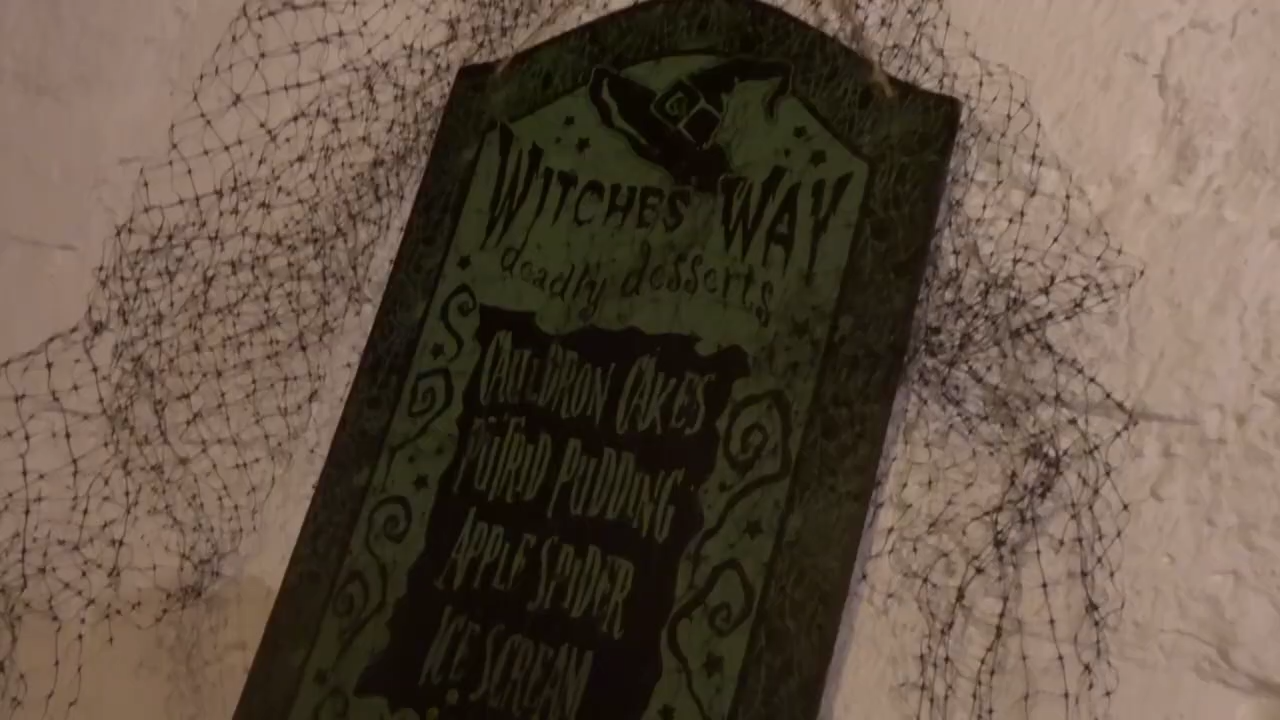 WITCHES WAY
deadly desserts
CAULDRON CAKES
PUTRID PUDDING
APPLE SPIDER
ICE SCREAM